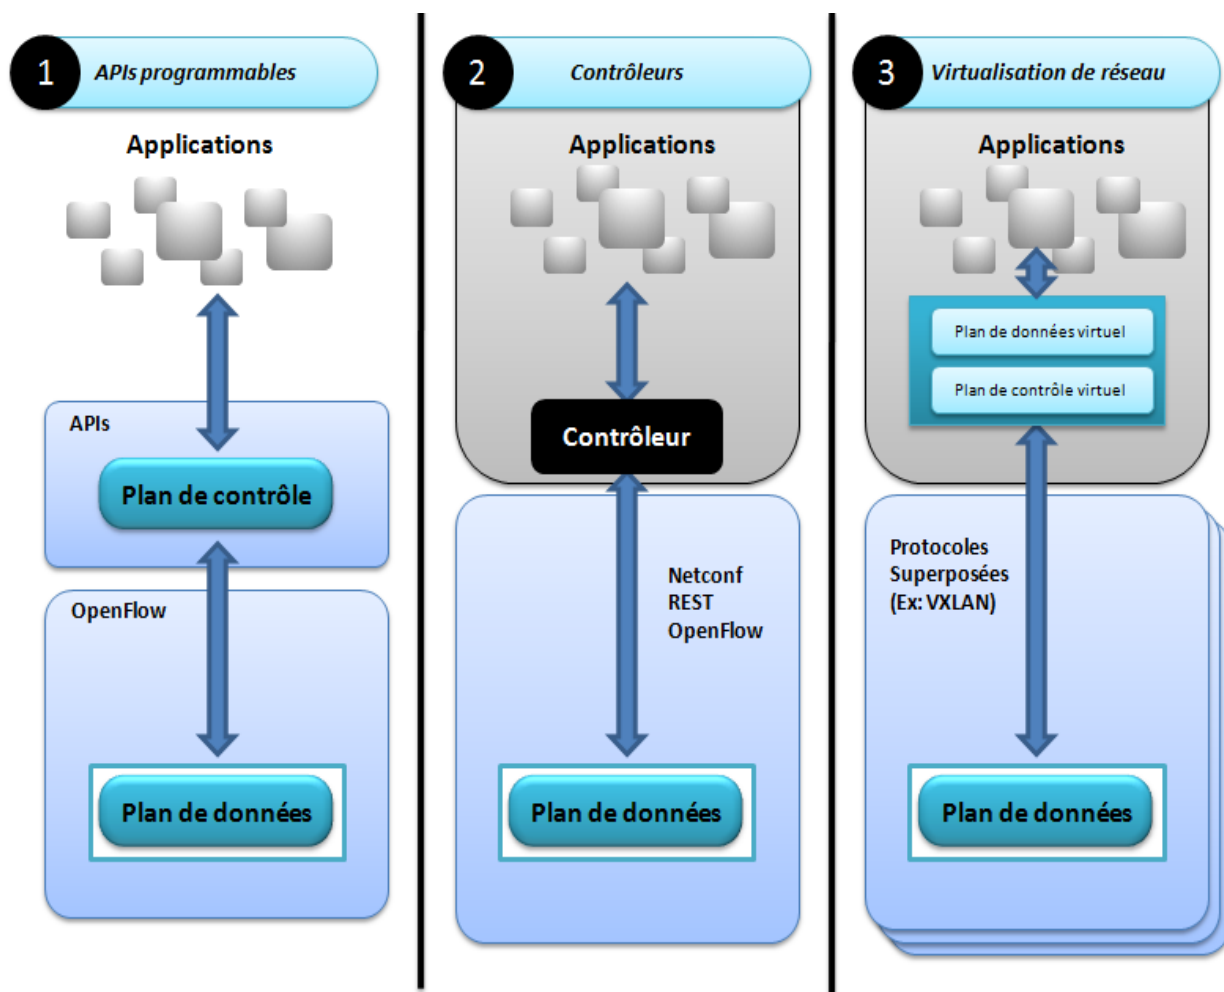 1
APIs programmables
Applications
APIs
Plan de contrôle
OpenFlow
Plan de données
2
Contrôleurs
Applications
Contrôleur
Netconf
REST
OpenFlow
Plan de données
3
Virtualisation de réseau
Applications
Plan de données virtuel
Plan de contrôle virtuel
Protocoles
Superposées
(Ex: VXLAN)
Plan de données